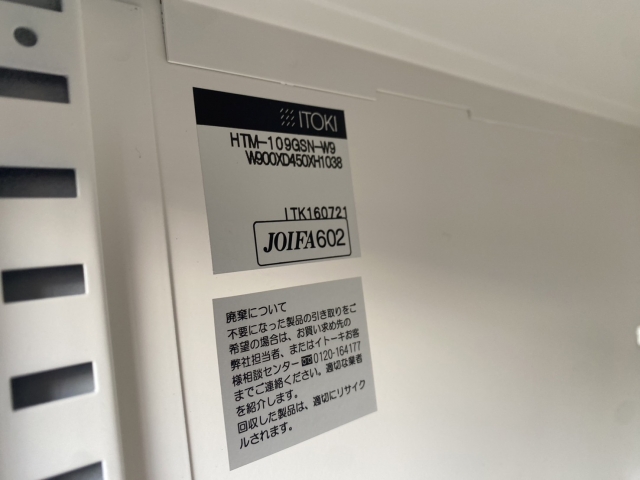 ITOKI
HTM-109GSN-W9
W900XD450XH1038
ITK160721
JOIFA602
廃棄について
不要になった製品の引き取りをご
希望の場合は、お買い求め先の
弊社担当者、またはイトーキお客
様相談センター 0120-164177
までご連絡ください。適切な業者
を紹介します。
回収した製品は、適切にリサイク
ルされます。